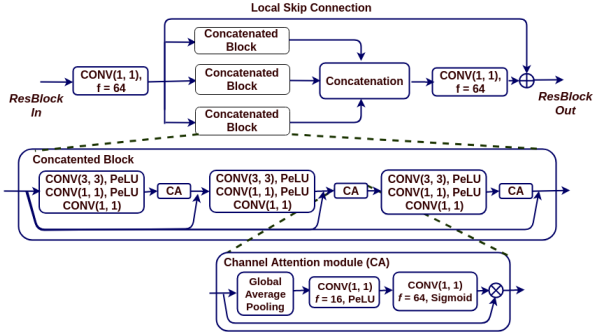 Local Skip Connection
Concatenated
Block
CONV(1, 1),
f = 64
Concatenated
Block
Concatenation
CONV(1, 1),
f = 64
ResBlock
In
ResBlock
Out
Concatenated
Block
Concatented Block
CONV(3, 3), PeLU
CONV(1, 1), PeLU
CONV(1, 1)
CA
CONV(3, 3), PeLU
CONV(1, 1), PeLU
CONV(1, 1)
CA
CONV(3, 3), PeLU
CONV(1, 1), PeLU
CONV(1, 1)
CA
Channel Attention module (CA)
Global
Average
Pooling
CONV(1, 1)
f = 16, PeLU
CONV(1, 1)
f = 64, Sigmoid